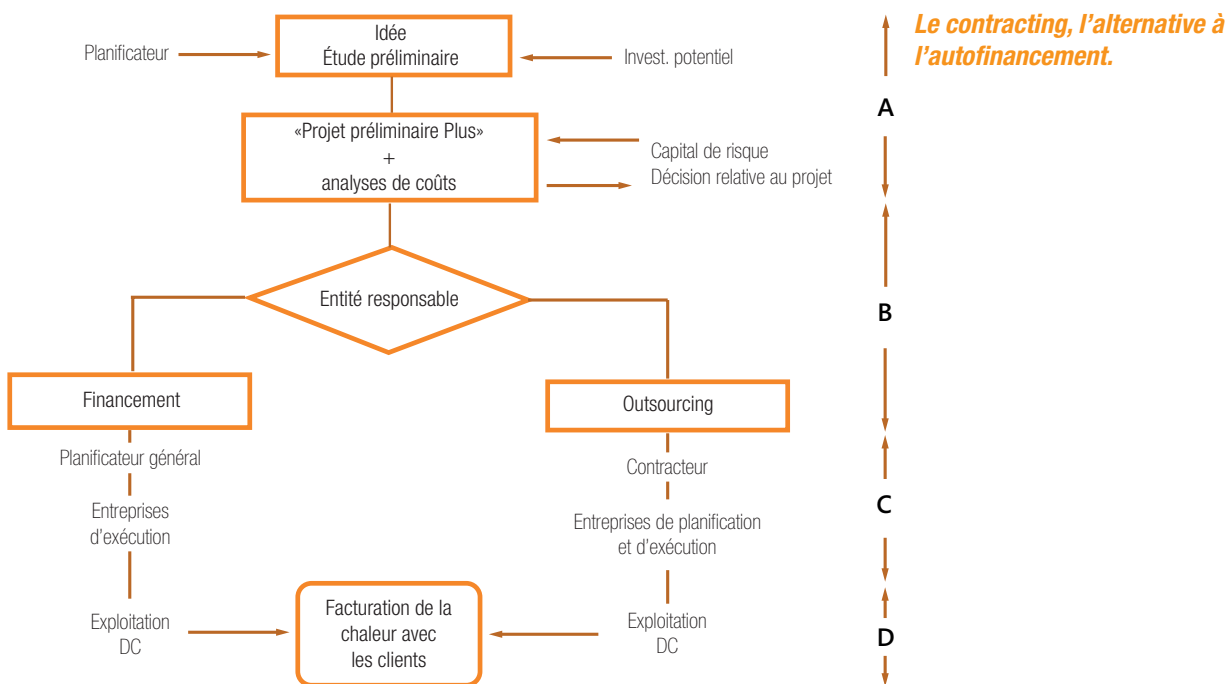 Le contracting, l'alternative à
l'autofinancement.
Idée
Étude préliminaire
Planificateur
Invest. potentiel
A
«Projet préliminaire Plus»
+
analyses de coûts
Capital de risque
Décision relative au projet
Entité responsable
B
Financement
Outsourcing
Planificateur général
Contracteur
Entreprises
d'exécution
Entreprises de planification
et d'exécution
C
Exploitation
DC
Facturation de la
chaleur avec
les clients
Exploitation
DC
D